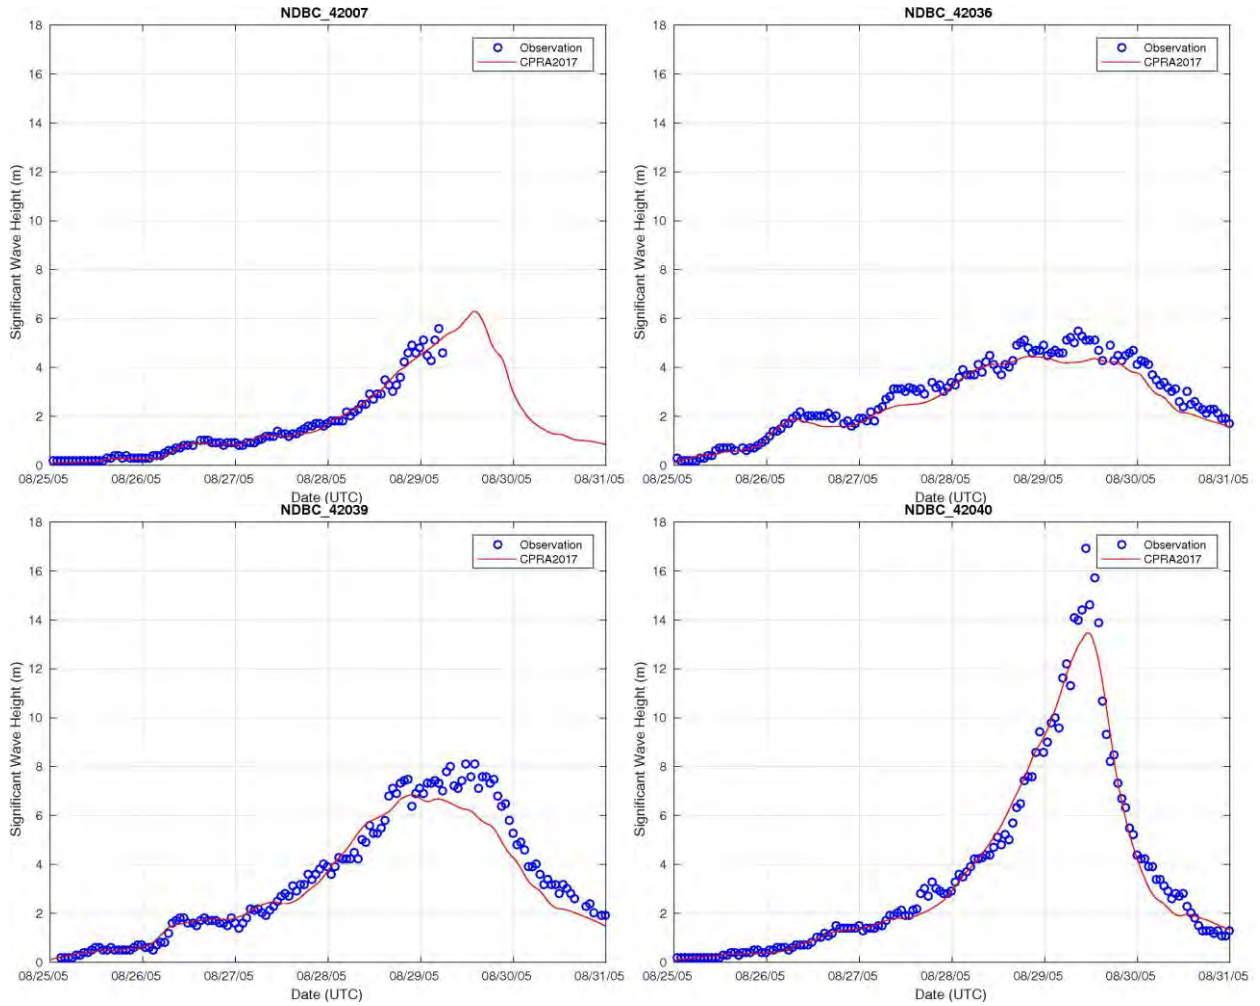 NDBC_42007
18
16
14
12
10
8
6
4
2
0
Significant Wave Height (m)
Observation
CPRA2017
08/25/05 08/26/05 08/27/05 08/28/05 08/29/05 08/30/05 08/31/05
Date (UTC)
NDBC_42036
18
16
14
12
10
8
6
4
2
0
Significant Wave Height (m)
Observation
CPRA2017
08/25/05 08/26/05 08/27/05 08/28/05 08/29/05 08/30/05 08/31/05
Date (UTC)
NDBC_42039
18
16
14
12
10
8
6
4
2
0
Significant Wave Height (m)
Observation
CPRA2017
08/25/05 08/26/05 08/27/05 08/28/05 08/29/05 08/30/05 08/31/05
Date (UTC)
NDBC_42040
18
16
14
12
10
8
6
4
2
0
Significant Wave Height (m)
Observation
CPRA2017
08/25/05 08/26/05 08/27/05 08/28/05 08/29/05 08/30/05 08/31/05
Date (UTC)